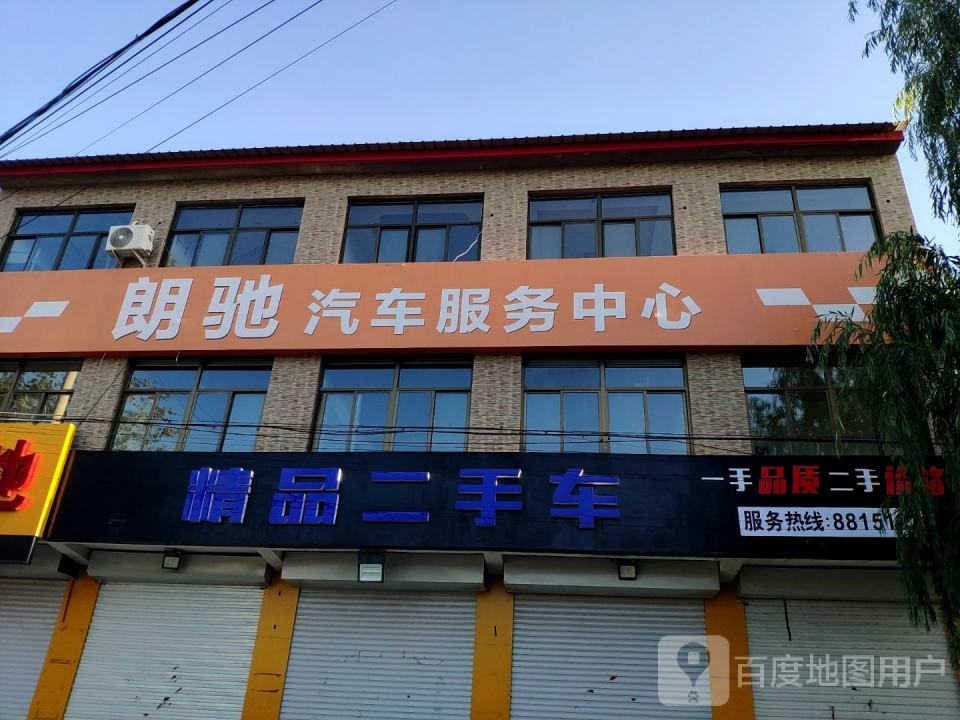 朗驰 汽车服务中心
精品二手车
一手品质 二手价格
服务热线:8815
百度地图用户